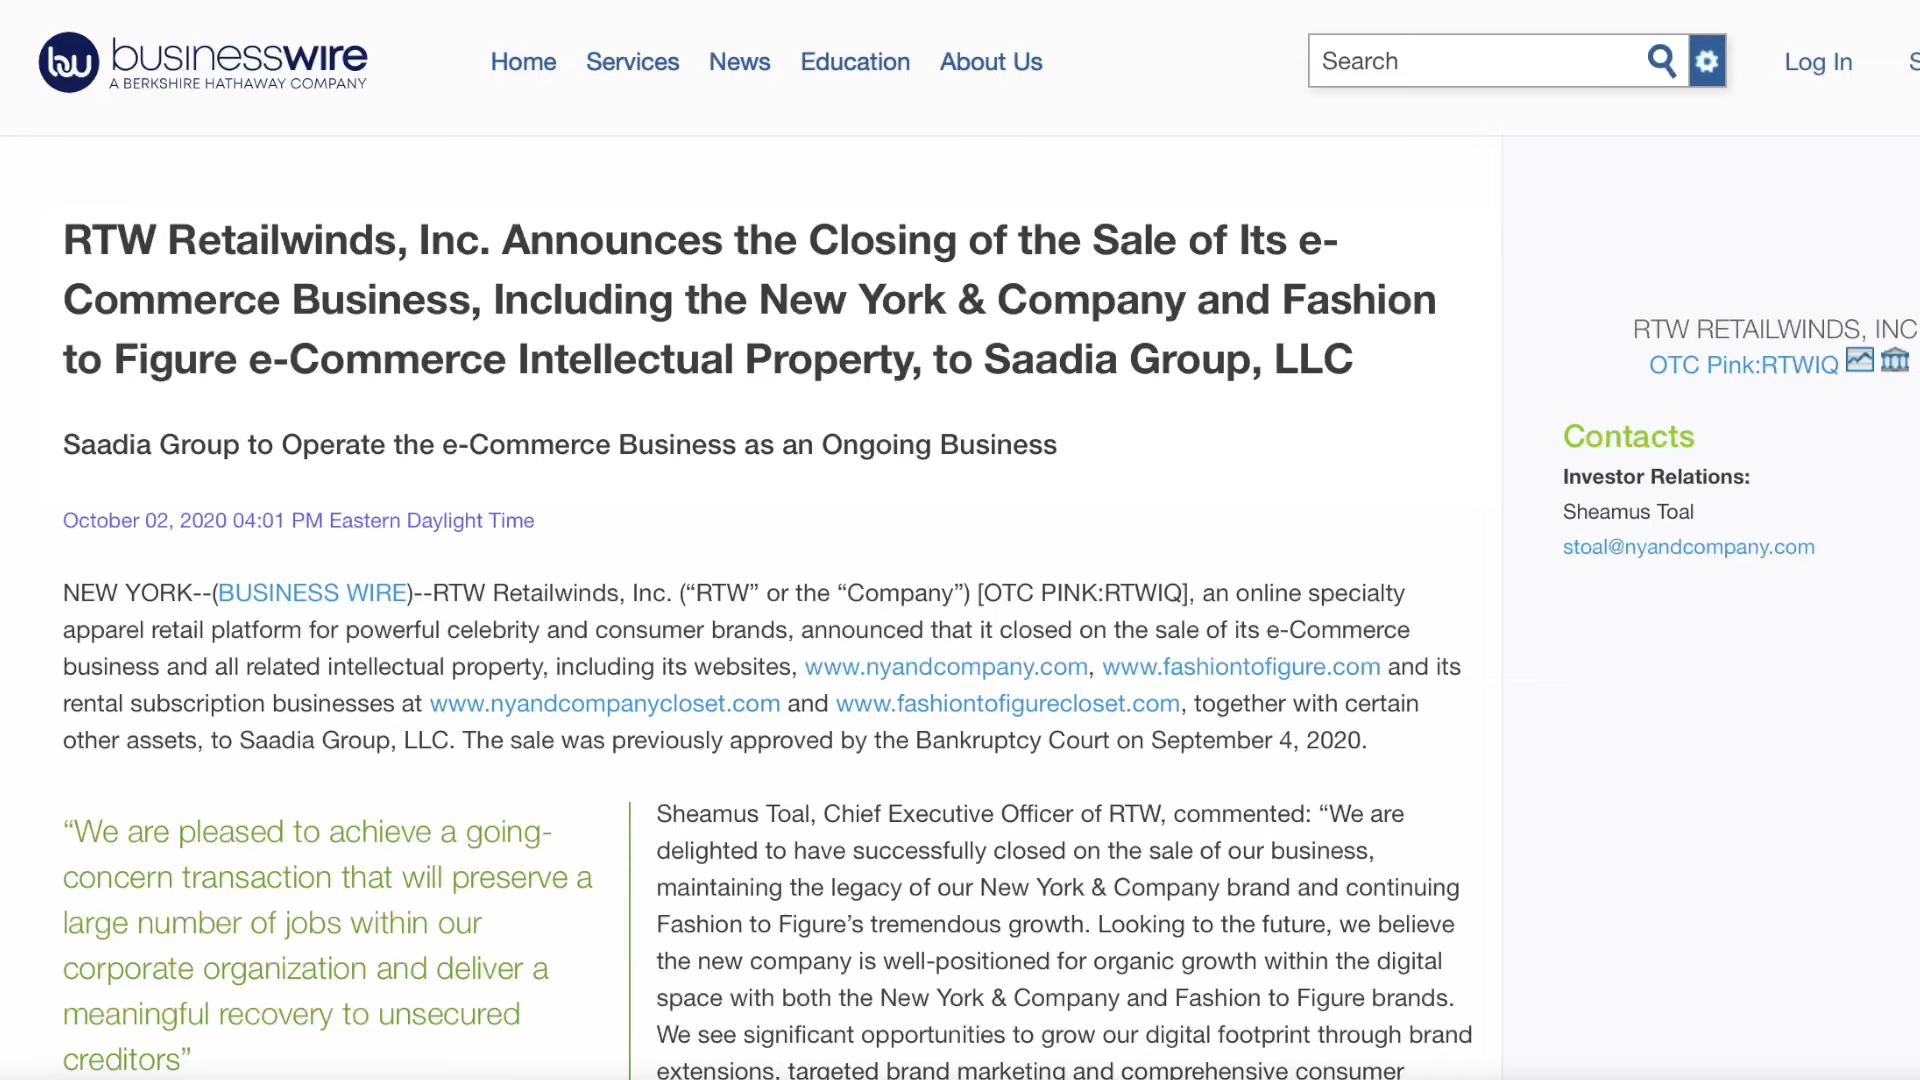 bw businesswire
A BERKSHIRE HATHAWAY COMPANY
Home Services News Education About Us
Search
Log In
RTW Retailwinds, Inc. Announces the Closing of the Sale of Its e-
Commerce Business, Including the New York & Company and Fashion
to Figure e-Commerce Intellectual Property, to Saadia Group, LLC
Saadia Group to Operate the e-Commerce Business as an Ongoing Business
October 02, 2020 04:01 PM Eastern Daylight Time
NEW YORK--(BUSINESS WIRE)--RTW Retailwinds, Inc. (“RTW” or the “Company”) [OTC PINK:RTWIQ], an online specialty
apparel retail platform for powerful celebrity and consumer brands, announced that it closed on the sale of its e-Commerce
business and all related intellectual property, including its websites, www.nyandcompany.com, www.fashiontofigure.com and its
rental subscription businesses at www.nyandcompanycloset.com and www.fashiontofigurecloset.com, together with certain
other assets, to Saadia Group, LLC. The sale was previously approved by the Bankruptcy Court on September 4, 2020.
“We are pleased to achieve a going-
concern transaction that will preserve a
large number of jobs within our
corporate organization and deliver a
meaningful recovery to unsecured
creditors”
Sheamus Toal, Chief Executive Officer of RTW, commented: “We are
delighted to have successfully closed on the sale of our business,
maintaining the legacy of our New York & Company brand and continuing
Fashion to Figure’s tremendous growth. Looking to the future, we believe
the new company is well-positioned for organic growth within the digital
space with both the New York & Company and Fashion to Figure brands.
We see significant opportunities to grow our digital footprint through brand
extensions, targeted brand marketing and comprehensive consumer
RTW RETAILWINDS, INC
OTC Pink:RTWIQ
Contacts
Investor Relations:
Sheamus Toal
stoal@nyandcompany.com